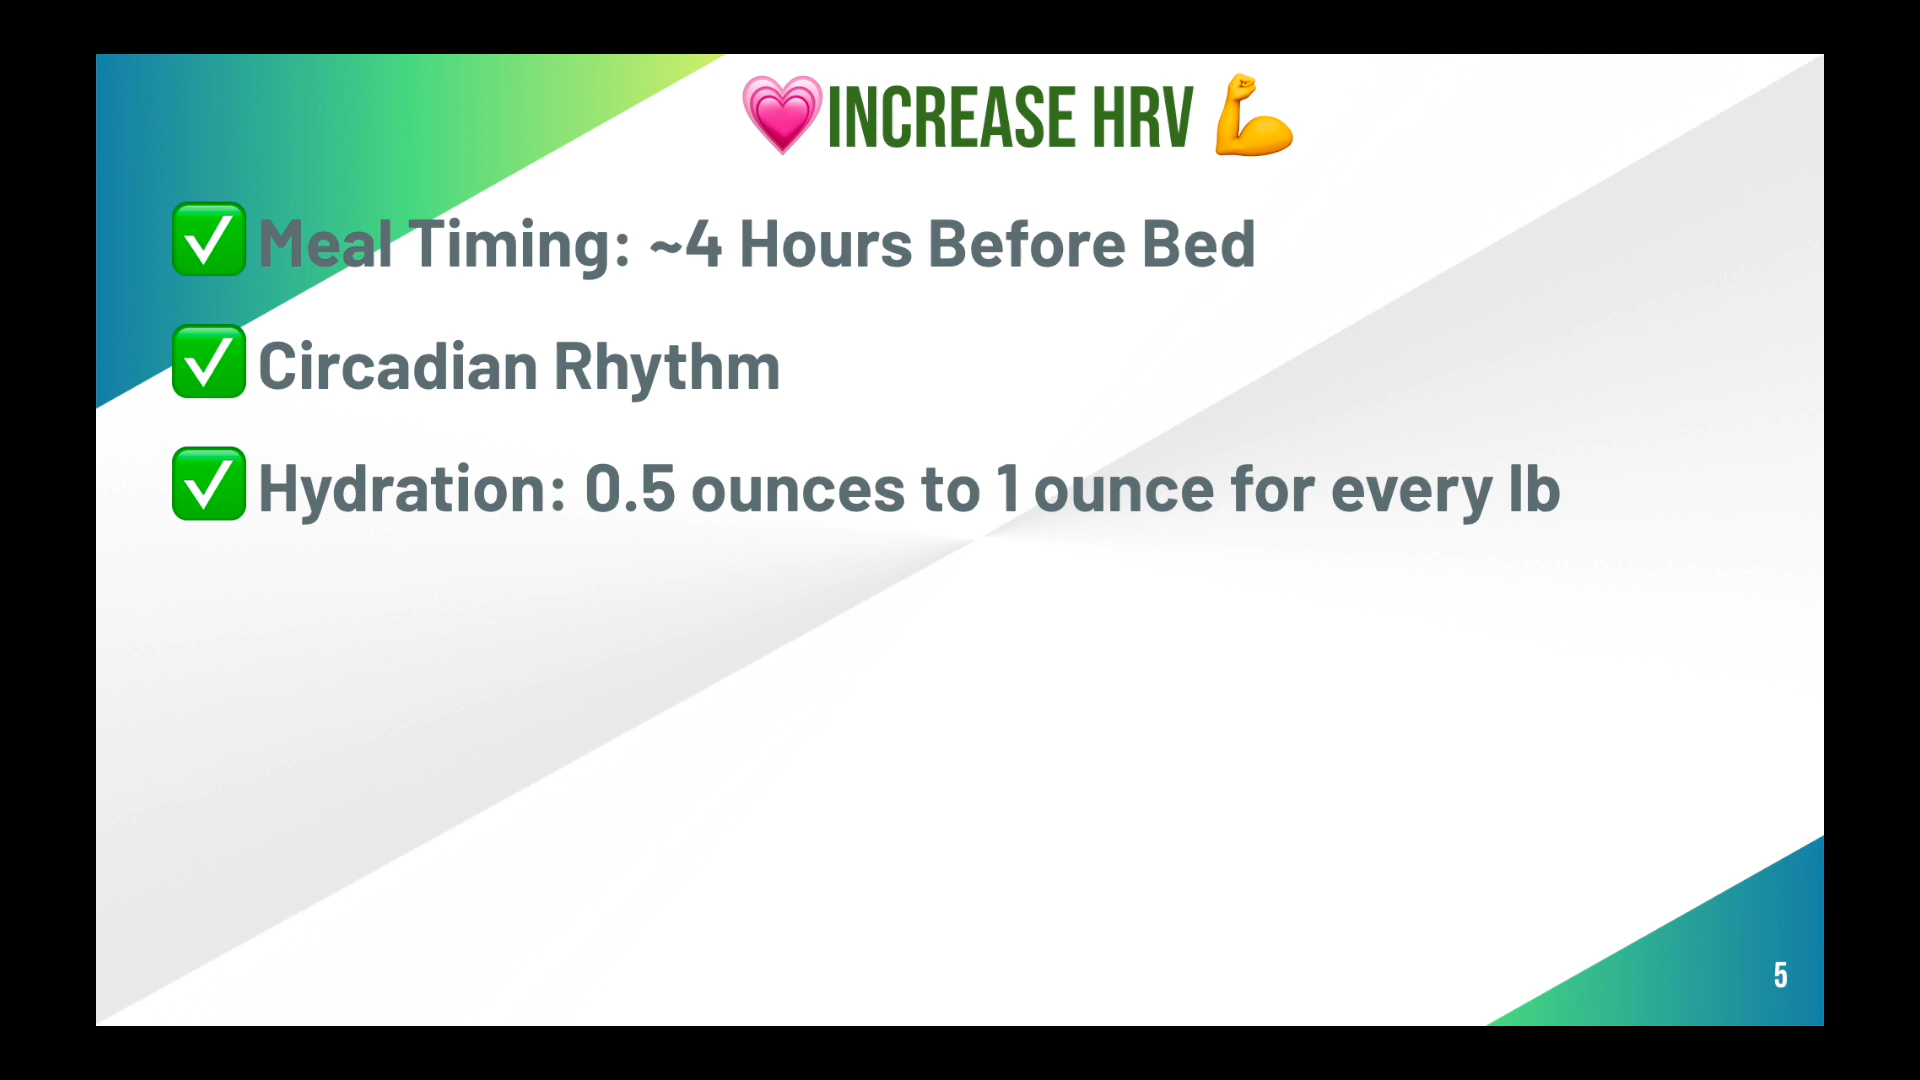 💗INCREASE HRV 💪
✅ Meal Timing: ~4 Hours Before Bed
✅ Circadian Rhythm
✅ Hydration: 0.5 ounces to 1 ounce for every lb
5